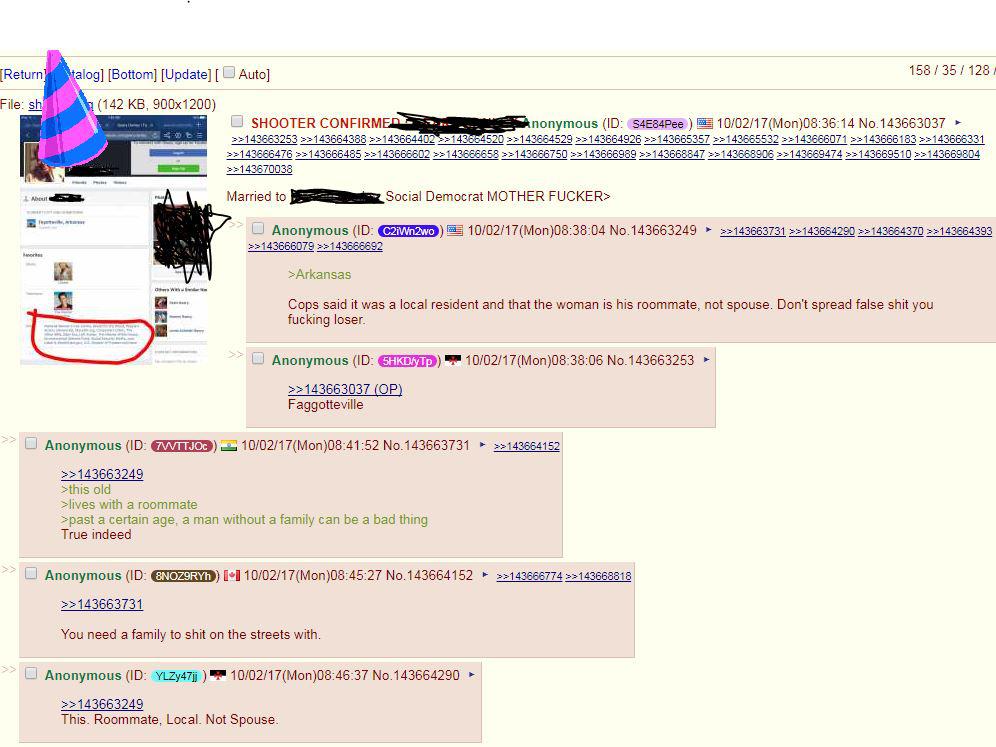 [Return] [Bottom] [Update] [ Auto]
158 / 35 / 128 /
File: (142 KB, 900x1200)
SHOOTER CONFIRMED Anonymous (ID: S4E84Pee ) 10/02/17(Mon)08:36:14 No.143663037
>>143663253 >>143664388 >>143664402 >>143664520 >>143664529 >>143664926 >>143665357 >>143665532 >>143666071 >>143666183 >>143666331
>>143666476 >>143666485 >>143666602 >>143666658 >>143666750 >>143666989 >>143668847 >>143668906 >>143669474 >>143669510 >>143669804
>>143670038
Married to Social Democrat MOTHER FUCKER>
About
Fayetteville, Arkansas
Favorites
Others With a Similar
>> Anonymous (ID: C2iWn2wo ) 10/02/17(Mon)08:38:04 No.143663249 >>143663731 >>143664290 >>143664370 >>143664393
>>143666079 >>143666692
>Arkansas
Cops said it was a local resident and that the woman is his roommate, not spouse. Don't spread false shit you
fucking loser.
>> Anonymous (ID: 5HKD/yTp ) 10/02/17(Mon)08:38:06 No.143663253
>>143663037 (OP)
Faggotteville
>> Anonymous (ID: 7VVTTJOc ) 10/02/17(Mon)08:41:52 No.143663731 >>143664152
>>143663249
>this old
>lives with a roommate
>past a certain age, a man without a family can be a bad thing
True indeed
>> Anonymous (ID: 8NOZ9RYh ) 10/02/17(Mon)08:45:27 No.143664152 >>143666774 >>143668818
>>143663731
You need a family to shit on the streets with.
>> Anonymous (ID: YLZy47jj ) 10/02/17(Mon)08:46:37 No.143664290
>>143663249
This. Roommate, Local. Not Spouse.